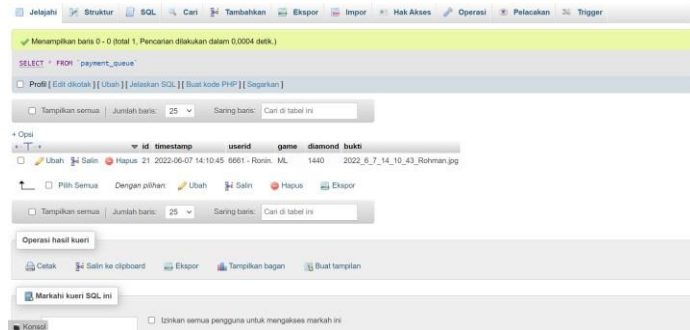 Jelajahi Struktur SQL Cari Tambahkan Ekspor Impor Hak Akses Operasi Pelacakan Trigger
Menampilkan baris 0 - 0 (total 1, Pencarian dilakukan dalam 0,0004 detik.)
SELECT * FROM `payment_queue`
Profil [ Edit dikotak ] [ Ubah ] [ Jelaskan SQL ] [ Buat kode PHP ] [ Segarkan ]
Tampilkan semua | Jumlah baris: 25 Saring baris: Cari di tabel ini
+ Opsi
id timestamp userid game diamond bukti
Ubah Salin Hapus 21 2022-06-07 14:10:45 6661 - Ronin. ML 1440 2022_6_7_14_10_43_Rohman.jpg
Pilih Semua Dengan pilihan: Ubah Salin Hapus Ekspor
Tampilkan semua | Jumlah baris: 25 Saring baris: Cari di tabel ini
Operasi hasil kueri
Cetak Salin ke clipboard Ekspor Tampilkan bagan Buat tampilan
Markahi kueri SQL ini
Konsol Izinkan semua pengguna untuk mengakses markah ini